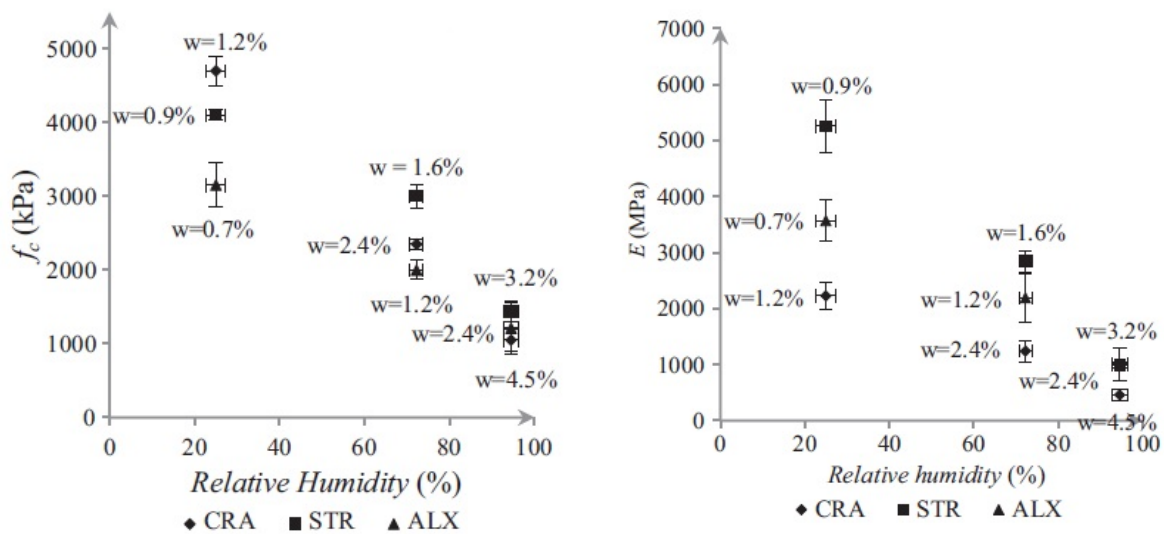 5000
4000
3000
2000
1000
0
f_c (kPa)
w=1.2%
w=0.9%
w=0.7%
w = 1.6%
w=2.4%
w=1.2%
w=3.2%
w=2.4%
w=4.5%
0 20 40 60 80 100
Relative Humidity (%)
CRA STR ALX
7000
6000
5000
4000
3000
2000
1000
0
E (MPa)
w=0.9%
w=0.7%
w=1.2%
w=1.6%
w=1.2%
w=2.4%
w=3.2%
w=2.4%
w=4.5%
0 20 40 60 80 100
Relative humidity (%)
CRA STR ALX